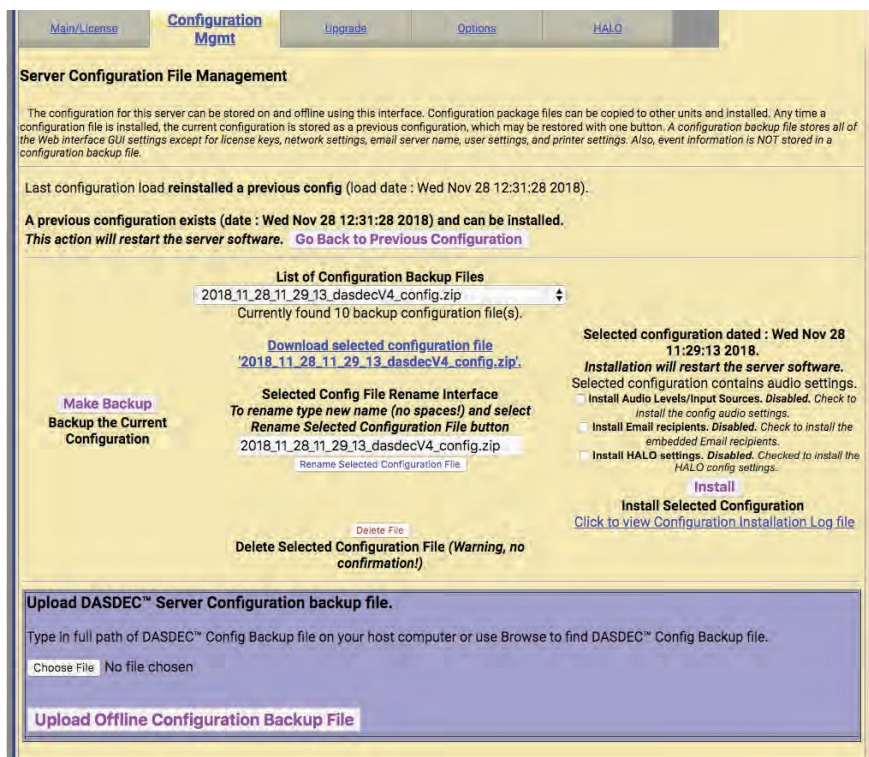 Main/License
Configuration
Mgmt
Upgrade
Options
HALO
Server Configuration File Management
The configuration for this server can be stored on and offline using this interface. Configuration package files can be copied to other units and installed. Any time a
configuration file is installed, the current configuration is stored as a previous configuration, which may be restored with one button. A configuration backup file stores all of
the Web interface GUI settings except for license keys, network settings, email server name, user settings, and printer settings. Also, event information is NOT stored in a
configuration backup file.
Last configuration load reinstalled a previous config (load date : Wed Nov 28 12:31:28 2018).
A previous configuration exists (date : Wed Nov 28 12:31:28 2018) and can be installed.
This action will restart the server software. Go Back to Previous Configuration
Make Backup
Backup the Current
Configuration
List of Configuration Backup Files
2018_11_28_11_29_13_dasdecV4_config.zip
Currently found 10 backup configuration file(s).
Download selected configuration file
'2018_11_28_11_29_13_dasdecV4_config.zip'.
Selected Config File Rename Interface
To rename type new name (no spaces!) and select
Rename Selected Configuration File button
2018_11_28_11_29_13_dasdecV4_config.zip
Rename Selected Configuration File
Delete File
Delete Selected Configuration File (Warning, no
confirmation!)
Selected configuration dated : Wed Nov 28
11:29:13 2018.
Installation will restart the server software.
Selected configuration contains audio settings.
Install Audio Levels/Input Sources. Disabled. Check to
install the config audio settings.
Install Email recipients. Disabled. Check to install the
embedded Email recipients.
Install HALO settings. Disabled. Checked to install the
HALO config settings.
Install
Install Selected Configuration
Click to view Configuration Installation Log file
Upload DASDEC™ Server Configuration backup file.
Type in full path of DASDEC™ Config Backup file on your host computer or use Browse to find DASDEC™ Config Backup file.
Choose File No file chosen
Upload Offline Configuration Backup File